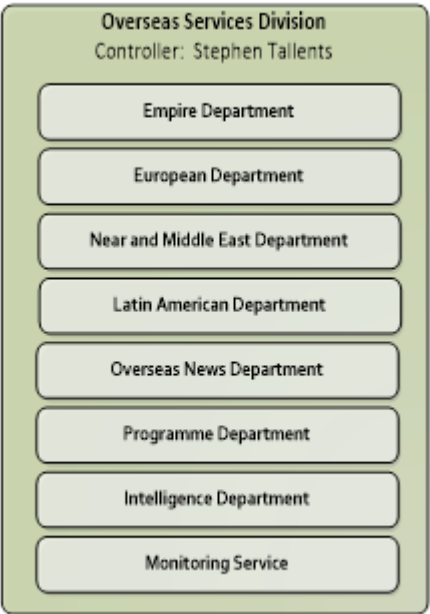 Overseas Services Division
Controller: Stephen Tallents
Empire Department
European Department
Near and Middle East Department
Latin American Department
Overseas News Department
Programme Department
Intelligence Department
Monitoring Service